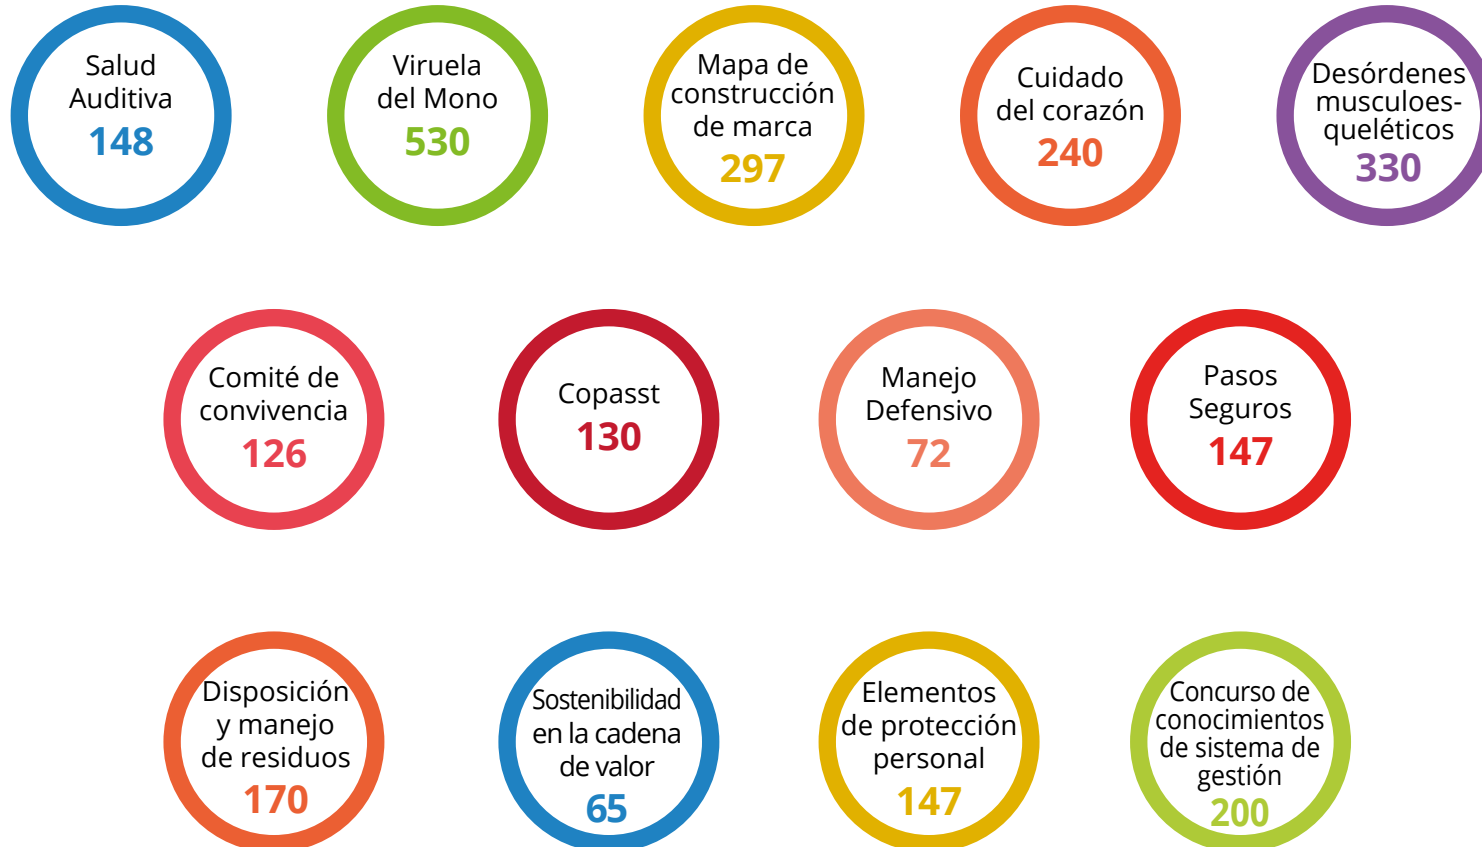 Salud
Auditiva
148
Viruela
del Mono
530
Mapa de
construcción
de marca
297
Cuidado
del corazón
240
Desórdenes
musculoes-
queléticos
330
Comité de
convivencia
126
Copasst
130
Manejo
Defensivo
72
Pasos
Seguros
147
Disposición
y manejo
de residuos
170
Sostenibilidad
en la cadena
de valor
65
Elementos
de protección
personal
147
Concurso de
conocimientos
de sistema de
gestión
200